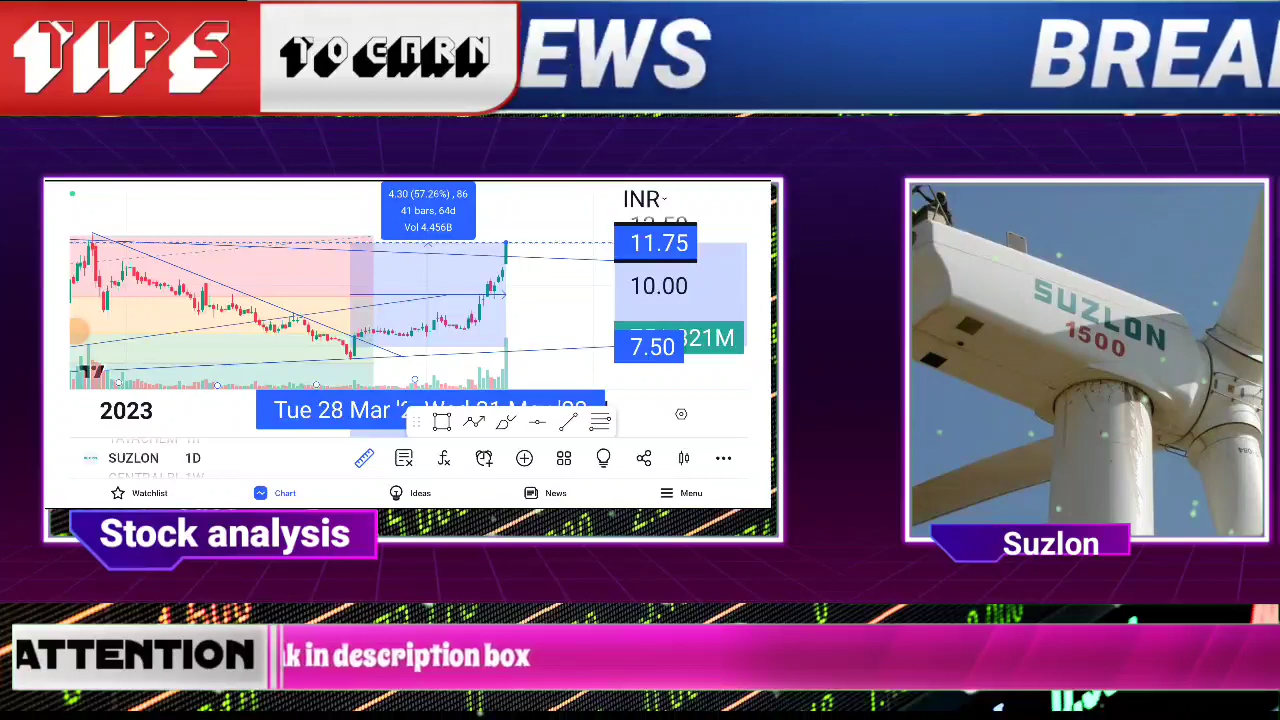 TIPS
TO EARN
EWS
BREA
4.30 (57.26%) , 86
41 bars, 64d
Vol 4.456B
INR
11.75
10.00
321M
7.50
2023
Tue 28 Mar '2
SUZLON 1D
Watchlist
Chart
Ideas
News
Menu
SUZLON
1500
Stock analysis
Suzlon
ATTENTION
k in description box